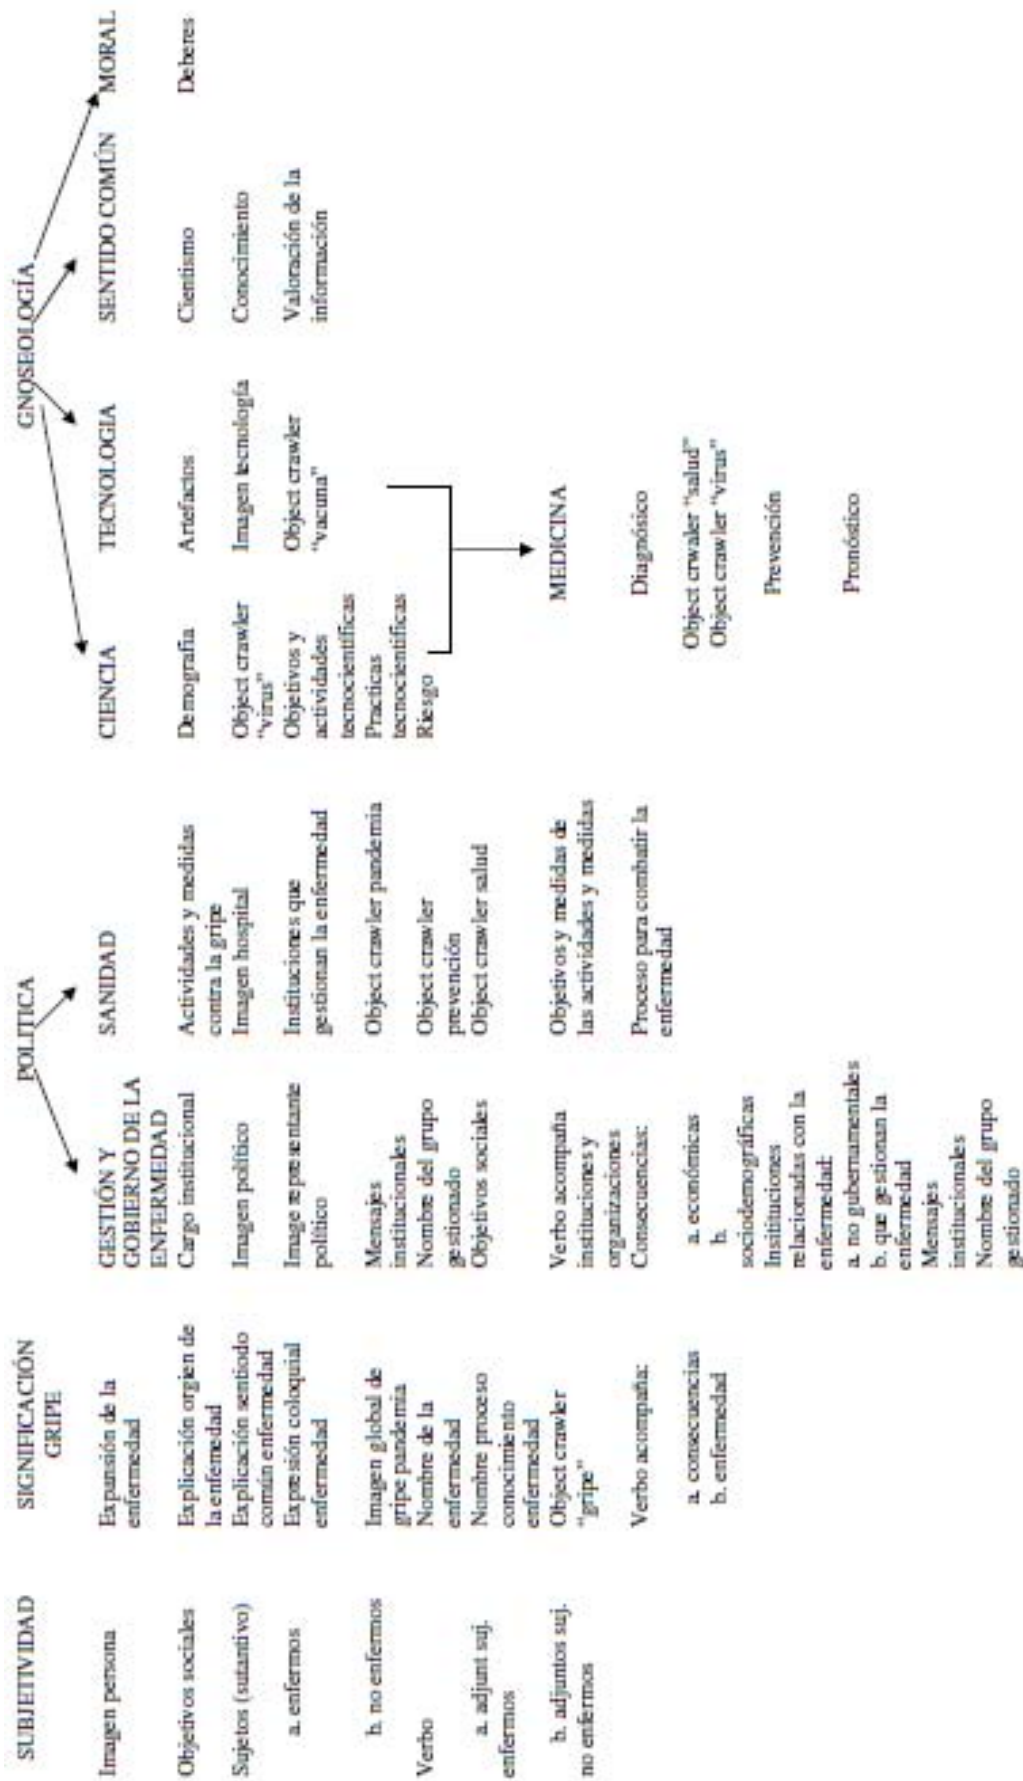 SUBJETIVIDAD
Imagen persona
Objetivos sociales
Sujetos (sutantivo)
a. enfermos
b. no enfermos
Verbo
a. adjunt suj.
enfermos
b. adjuntos suj.
no enfermos
SIGNIFICACIÓN
GRIPE
Expansión de la
enfermedad
Explicación orgien de
la enfermedad
Explicación sentiodo
común enfermedad
Expresión coloquial
enfermedad
Imagen global de
gripe pandemia
Nombre de la
enfermedad
Nombre proceso
conocimiento
enfermedad
Object crawler
“gripe”
Verbo acompaña:
a. consecuencias
b. enfermedad
POLITICA
GESTIÓN Y
GOBIERNO DE LA
ENFERMEDAD
Cargo institucional
Imagen político
Image representante
político
Mensajes
institucionales
Nombre del grupo
gestionado
Objetivos sociales
Verbo acompaña
instituciones y
organizaciones
Consecuencias:
a. económicas
b.
sociodemográficas
Insitituciones
relacionadas con la
enfermedad:
a. no gubernamentales
b. que gestionan la
enfermedad
Mensajes
institucionales
Nombre del grupo
gestionado
SANIDAD
Actividades y medidas
contra la gripe
Imagen hospital
Instituciones que
gestionan la enfermedad
Object crawler pandemia
Object crawler
prevención
Object crawler salud
Objetivos y medidas de
las actividades y medidas
Proceso para combatir la
enfermedad
GNOSEOLOGÍA
CIENCIA
Demografía
Object crawler
“virus”
Objetivos y
actividades
tecnocientificas
Practicas
tecnocientificas
Riesgo
TECNOLOGIA
Artefactos
Imagen tecnología
Object crawler
“vacuna”
MEDICINA
Diagnósico
Object crwaler “salud”
Object crawler “virus”
Prevención
Pronóstico
SENTIDO COMÚN
Cientismo
Conocimiento
Valoración de la
información
MORAL
Deberes